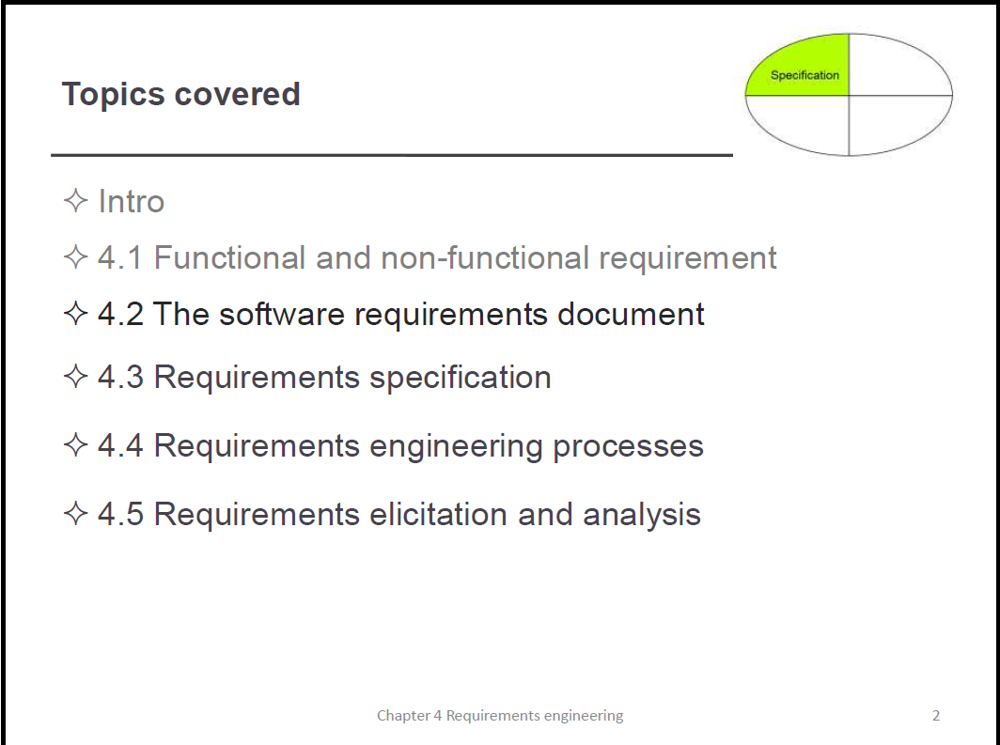 Topics covered
Specification
✧ Intro
✧ 4.1 Functional and non-functional requirement
✧ 4.2 The software requirements document
✧ 4.3 Requirements specification
✧ 4.4 Requirements engineering processes
✧ 4.5 Requirements elicitation and analysis
Chapter 4 Requirements engineering
2